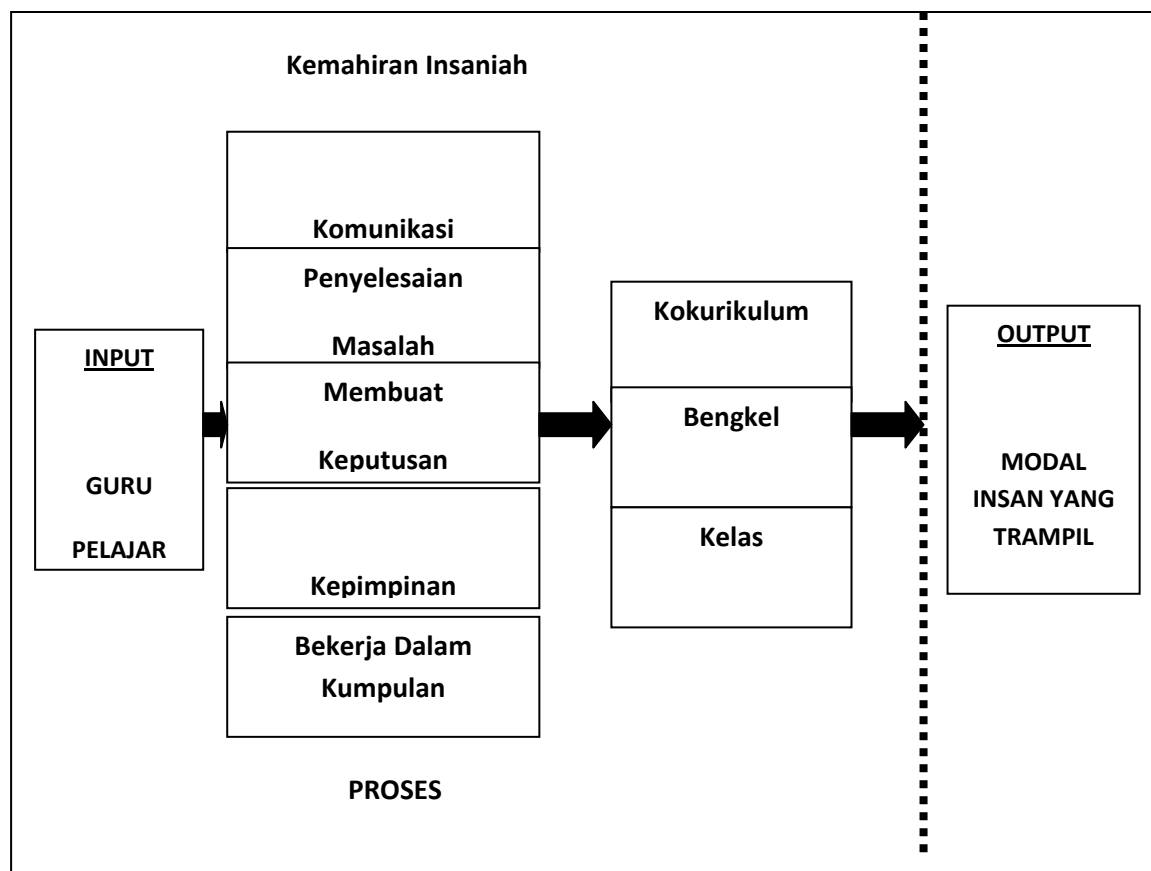 Kemahiran Insaniah
INPUT
GURU
PELAJAR
Komunikasi
Penyelesaian
Masalah
Membuat
Keputusan
Kepimpinan
Bekerja Dalam
Kumpulan
PROSES
Kokurikulum
Bengkel
Kelas
OUTPUT
MODAL
INSAN YANG
TRAMPIL